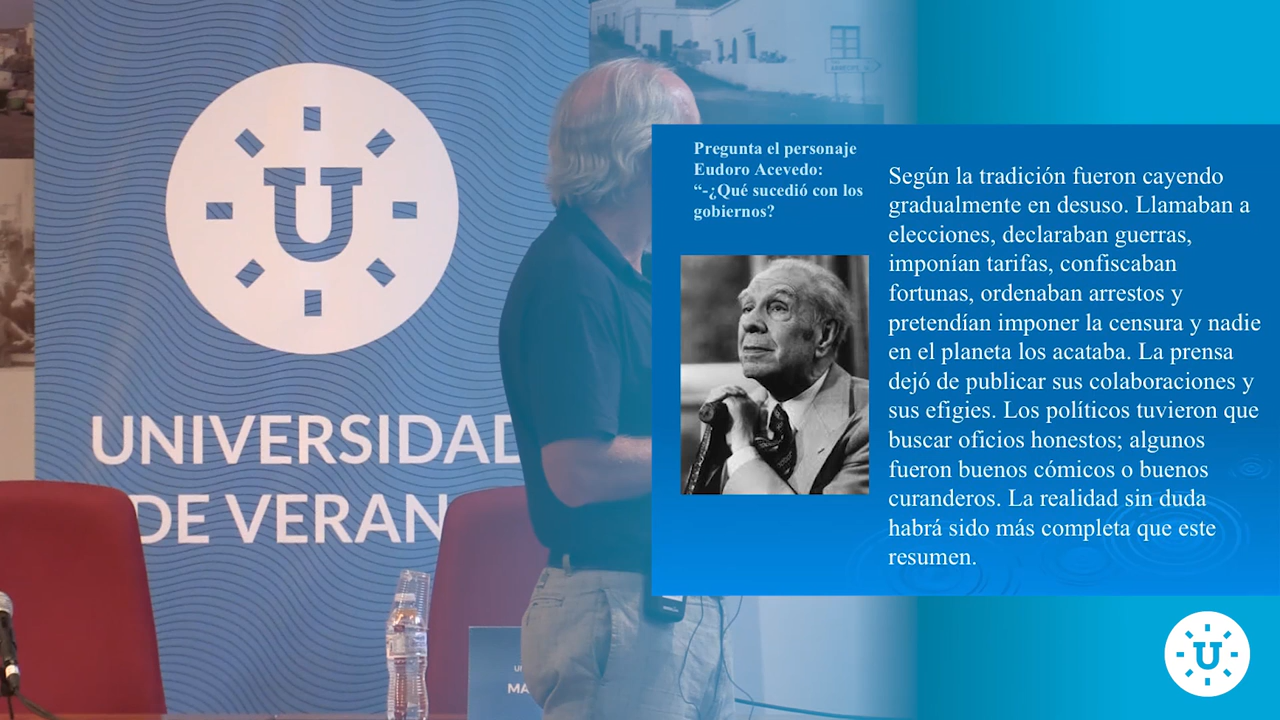 U
UNIVERSIDAD
DE VERAN
MA
Pregunta el personaje
Eudoro Acevedo:
“-¿Qué sucedió con los
gobiernos?
Según la tradición fueron cayendo
gradualmente en desuso. Llamaban a
elecciones, declaraban guerras,
imponían tarifas, confiscaban
fortunas, ordenaban arrestos y
pretendían imponer la censura y nadie
en el planeta los acataba. La prensa
dejó de publicar sus colaboraciones y
sus efigies. Los políticos tuvieron que
buscar oficios honestos; algunos
fueron buenos cómicos o buenos
curanderos. La realidad sin duda
habrá sido más completa que este
resumen.
U